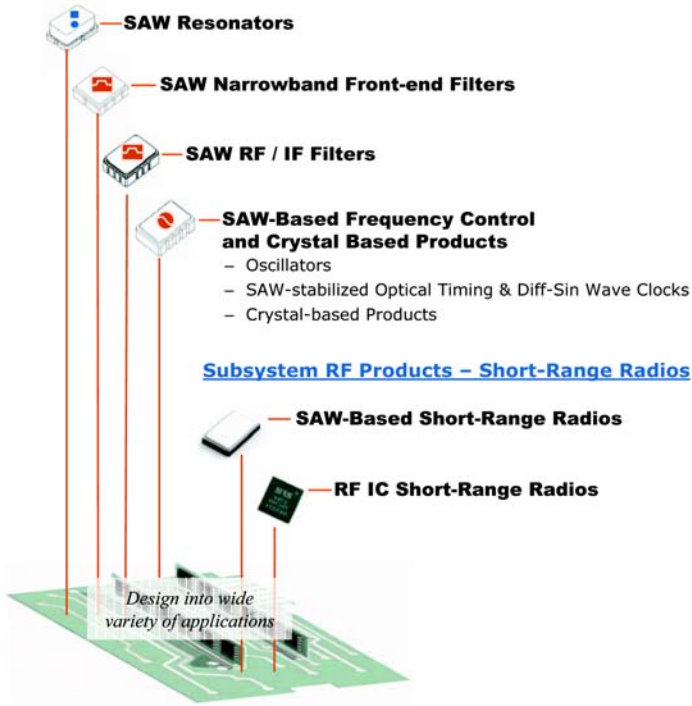 SAW Resonators
SAW Narrowband Front-end Filters
SAW RF / IF Filters
SAW-Based Frequency Control
and Crystal Based Products
– Oscillators
– SAW-stabilized Optical Timing & Diff-Sin Wave Clocks
– Crystal-based Products
Subsystem RF Products – Short-Range Radios
SAW-Based Short-Range Radios
RF IC Short-Range Radios
Design into wide
variety of applications